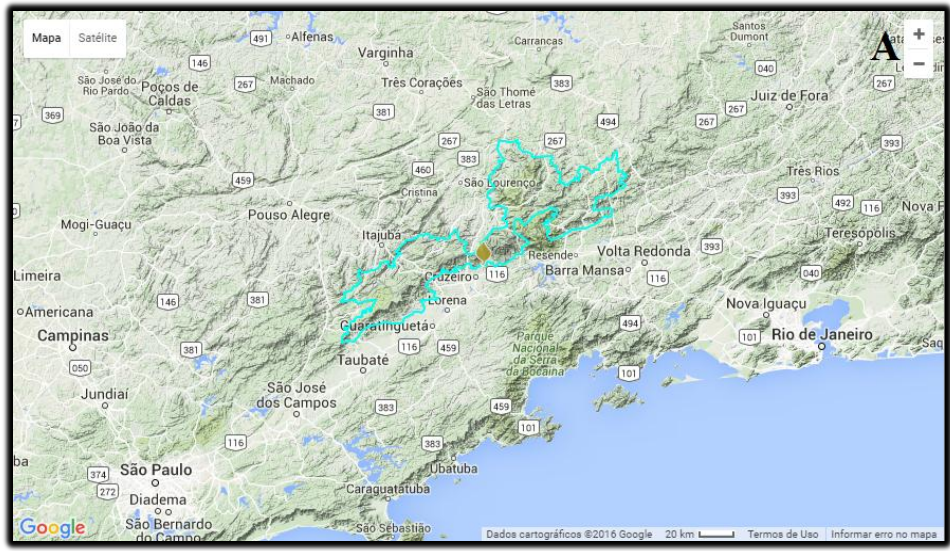 Mapa
Satélite
A
+
−
491
Alfenas
Varginha
Carrancas
Santos
Dumont
146
040
São José do
Rio Pardo
Poços de
Caldas
267
Machado
Três Corações
383
São Thomé
das Letras
267
Juiz de Fora
369
381
494
267
267
São João da
Boa Vista
267
267
393
383
460
459
São Lourenço
Cristina
Três Rios
393
492
116
Nova F
Mogi-Guaçu
Pouso Alegre
Itajubá
Teresópolis
Volta Redonda
393
Resende
Limeira
Cruzeiro
116
Barra Mansa
116
040
146
381
Lorena
Americana
Nova Iguaçu
Campinas
Guaratinguetá
494
Rio de Janeiro
101
Saq
381
116
459
Parque
Nacional
da Serra
da Bocaina
050
Taubaté
101
São José
dos Campos
Jundiaí
383
459
101
116
383
ba
São Paulo
Ubatuba
374
272
Diadema
Caraguatatuba
São Bernardo
do Campo
São Sebastião
Google
Dados cartográficos ©2016 Google
20 km
Termos de Uso
Informar erro no mapa